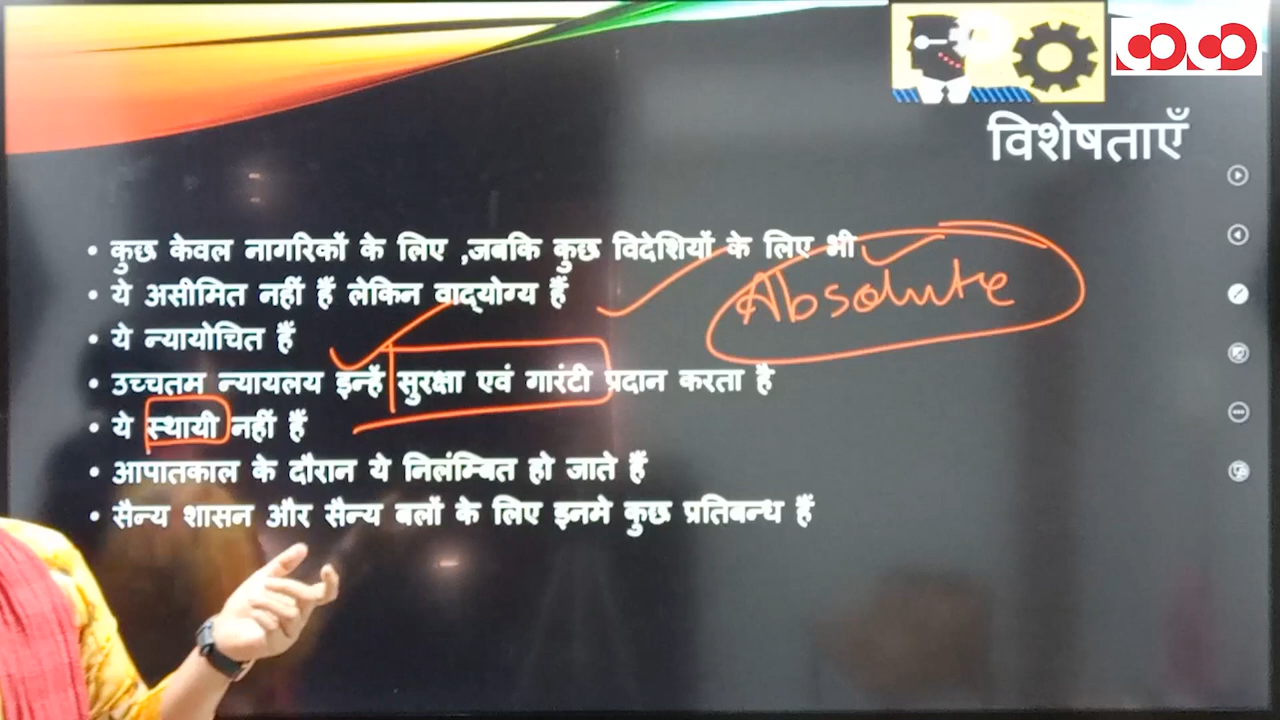 विशेषताएँ
• कुछ केवल नागरिकों के लिए ,जबकि कुछ विदेशियों के लिए भी
• ये असीमित नहीं हैं लेकिन वाद्योग्य हैं
Absolute
• ये न्यायोचित हैं
• उच्चतम न्यायलय इन्हें सुरक्षा एवं गारंटी प्रदान करता है
• ये स्थायी नहीं हैं
• आपातकाल के दौरान ये निलंम्बित हो जाते हैं
• सैन्य शासन और सैन्य बलों के लिए इनमे कुछ प्रतिबन्ध हैं